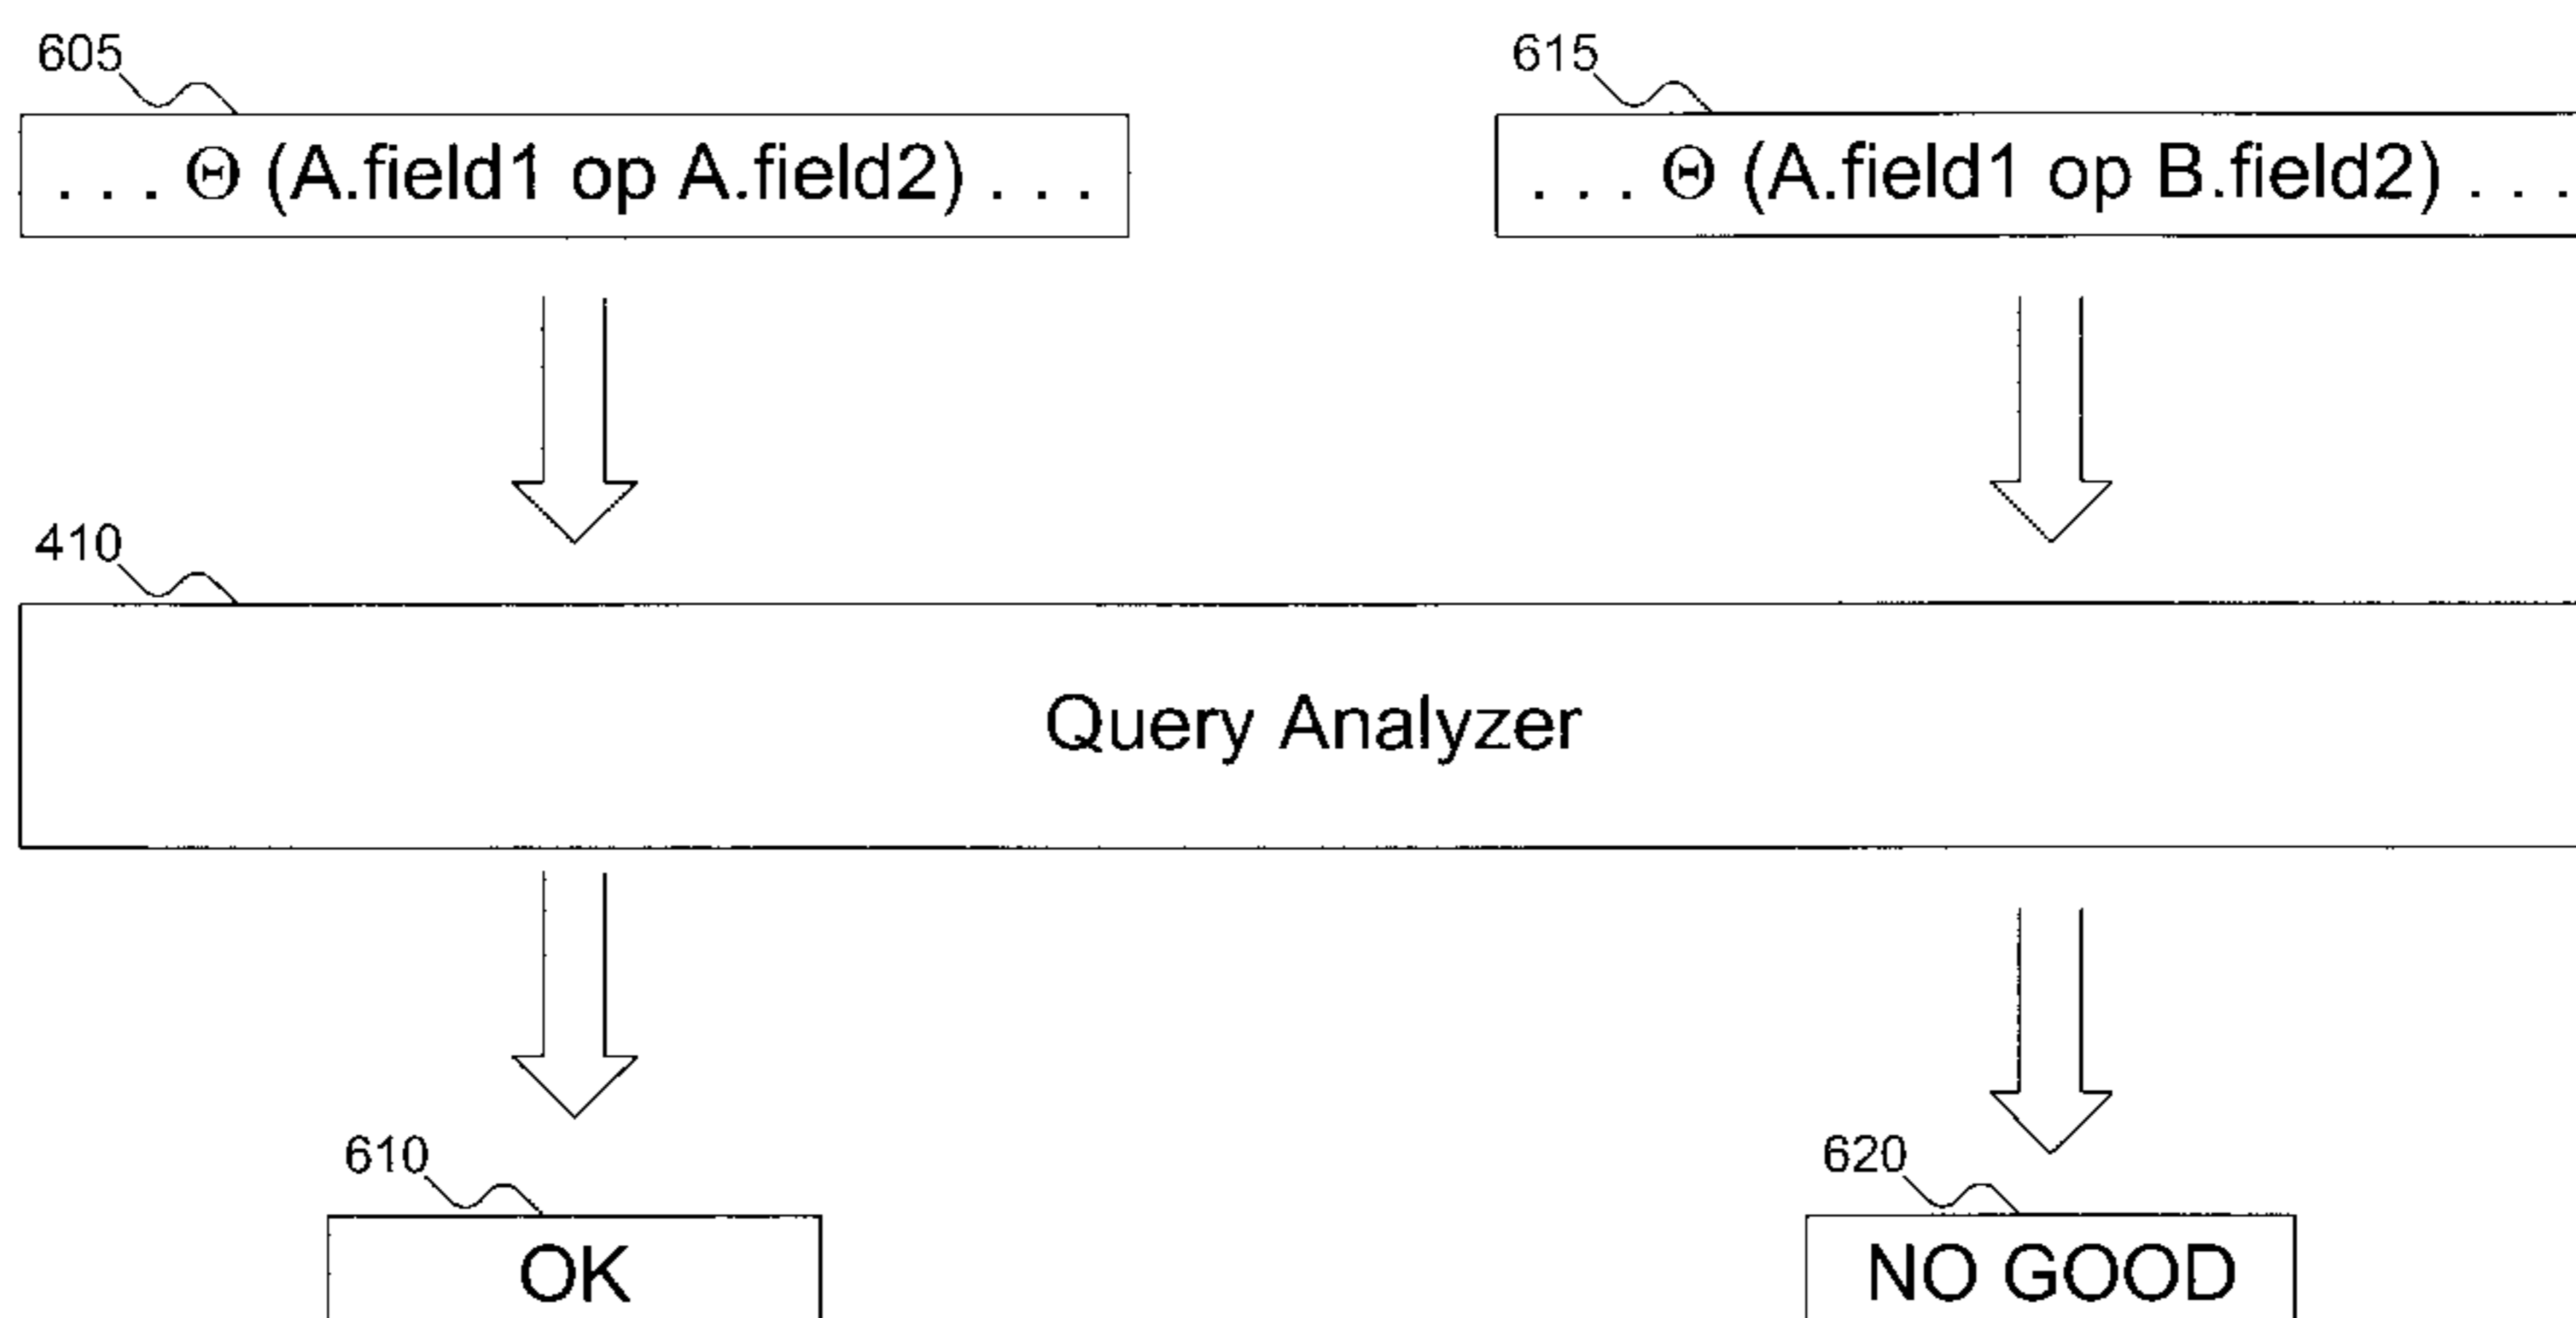 605
. . . Θ (A.field1 op A.field2) . . .
615
. . . Θ (A.field1 op B.field2) . . .
410
Query Analyzer
610
OK
620
NO GOOD